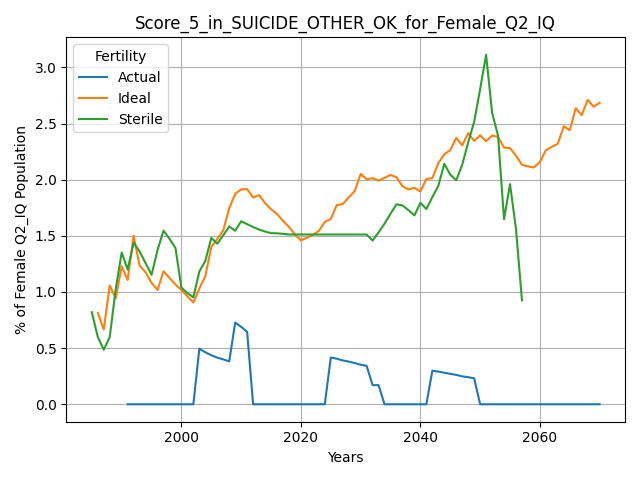 Score_5_in_SUICIDE_OTHER_OK_for_Female_Q2_IQ
Fertility
Actual
Ideal
Sterile
% of Female Q2_IQ Population
3.0
2.5
2.0
1.5
1.0
0.5
0.0
2000
2020
2040
2060
Years